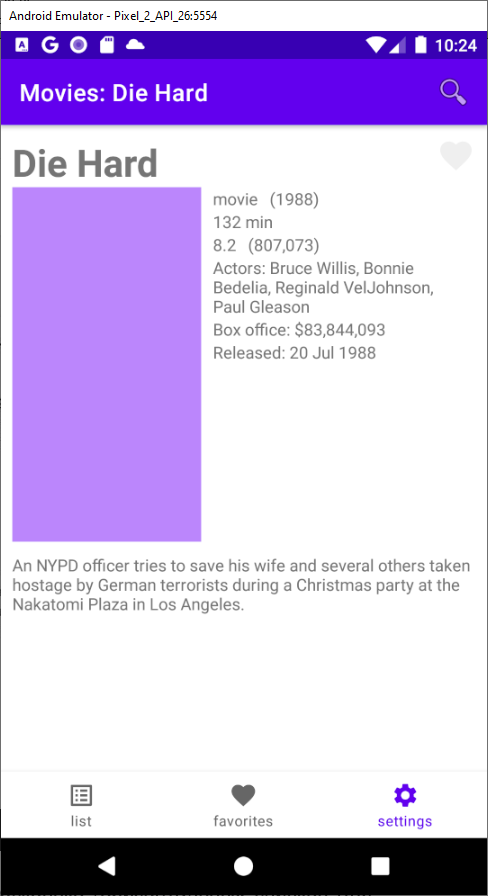 Android Emulator - Pixel_2_API_26:5554
10:24
Movies: Die Hard
Die Hard
movie (1988)
132 min
8.2 (807,073)
Actors: Bruce Willis, Bonnie
Bedelia, Reginald VelJohnson,
Paul Gleason
Box office: $83,844,093
Released: 20 Jul 1988
An NYPD officer tries to save his wife and several others taken
hostage by German terrorists during a Christmas party at the
Nakatomi Plaza in Los Angeles.
list favorites settings